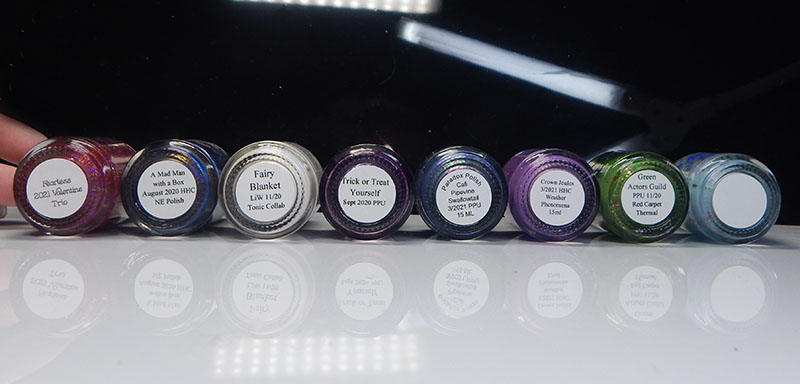 Fearless
2021 Valentine
Trio
A Mad Man
with a Box
August 2020 HHC
NE Polish
Fairy
Blanket
LiW 11/20
Tonic Collab
Trick or Treat
Yourself
Sept 2020 PPU
Paradox Polish
Cali
Pipevine
Swallowtail
3/2021 PPU
15 ML
Crown Joules
3/2021 HHC
Weather
Phenomena
15ml
Green
Actors Guild
PPU 11/20
Red Carpet
Thermal